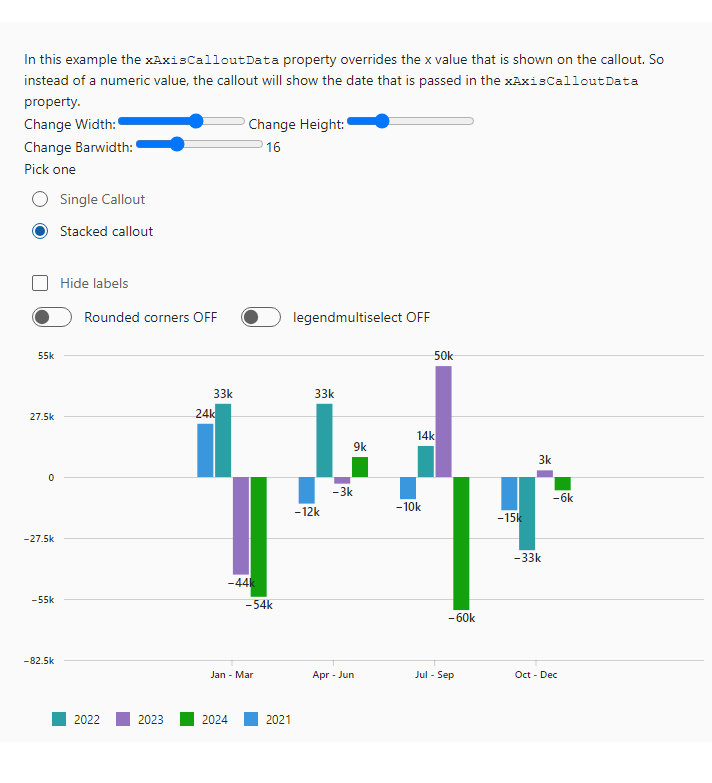 In this example the xAxisCalloutData property overrides the x value that is shown on the callout. So
instead of a numeric value, the callout will show the date that is passed in the xAxisCalloutData
property.
Change Width: Change Height:
Change Barwidth: 16
Pick one
Single Callout
Stacked callout
Hide labels
Rounded corners OFF legendmultiselect OFF
55k 50k
33k 33k
27.5k 24k 14k
9k 3k
0
−3k −6k
−12k −10k −15k
−27.5k −33k
−44k
−55k −54k −60k
−82.5k
Jan - Mar Apr - Jun Jul - Sep Oct - Dec
2022 2023 2024 2021